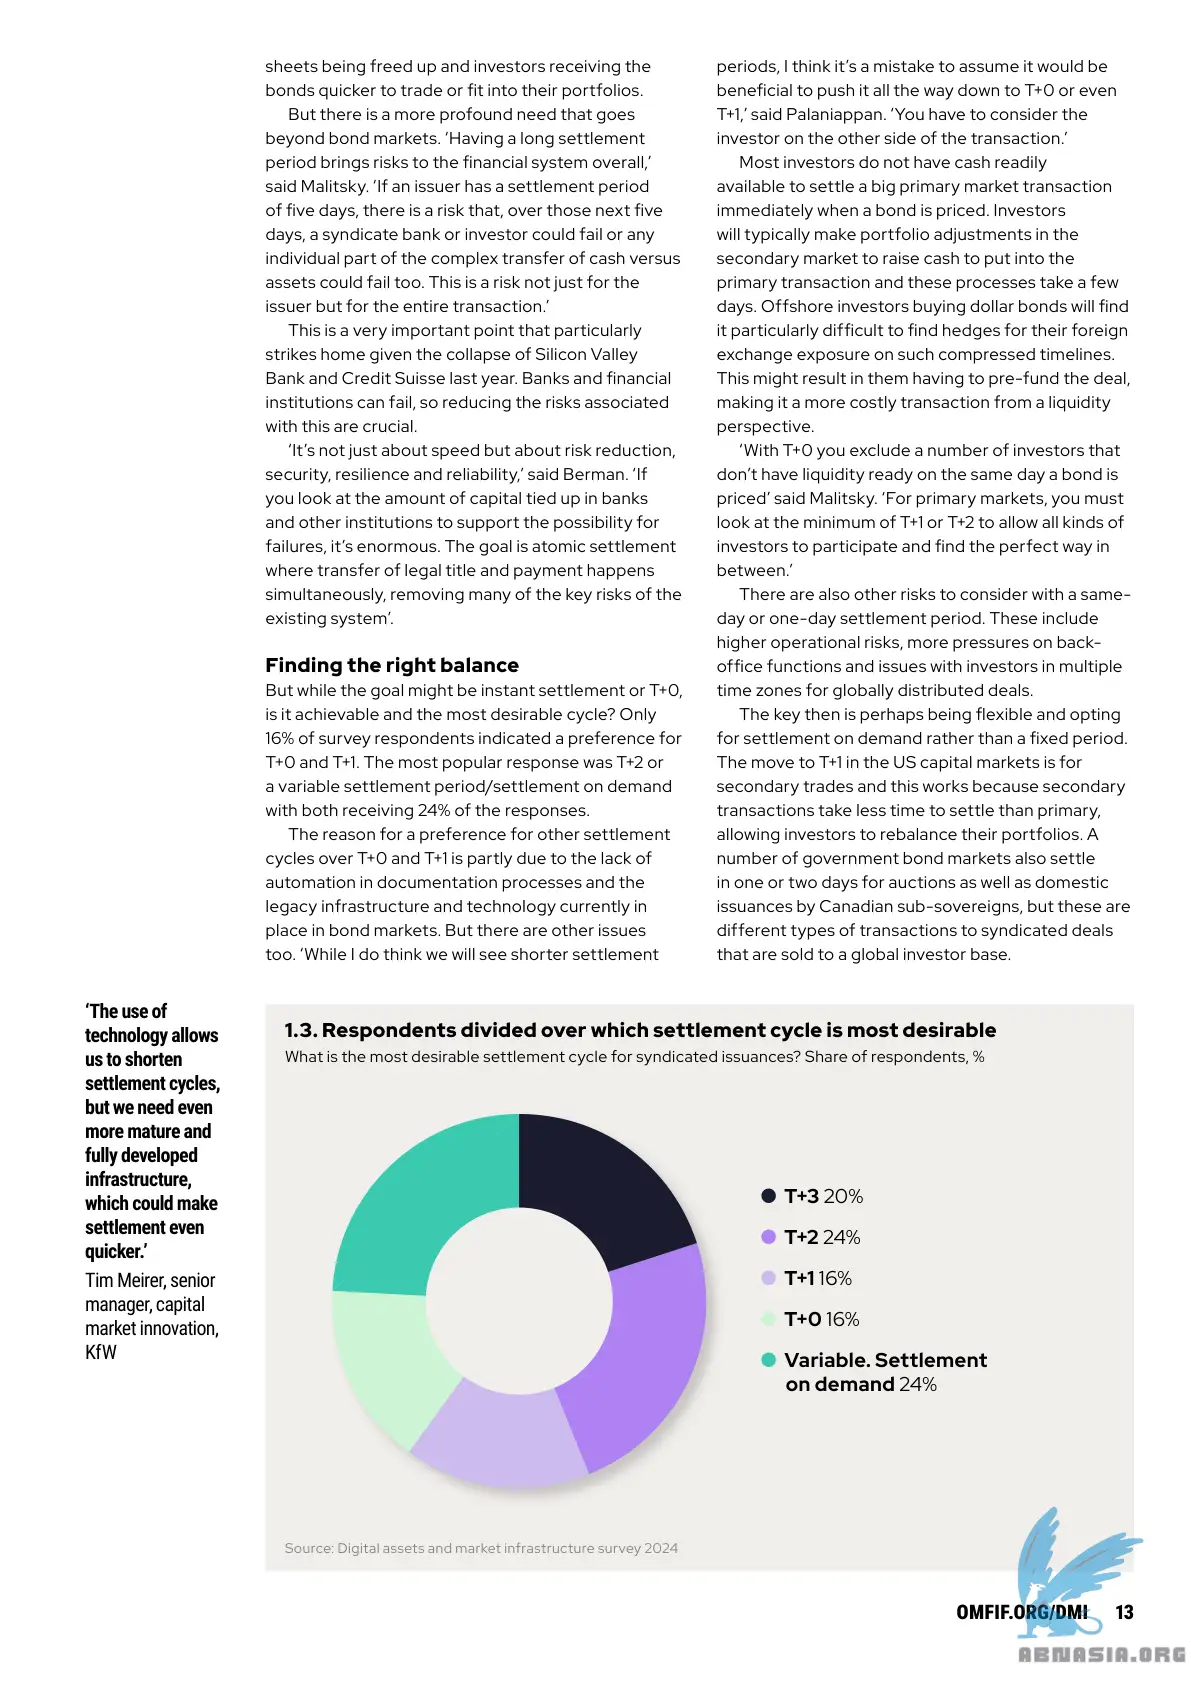 sheets being freed up and investors receiving the
bonds quicker to trade or fit into their portfolios.
But there is a more profound need that goes
beyond bond markets. ‘Having a long settlement
period brings risks to the financial system overall,’
said Malitsky. ‘If an issuer has a settlement period
of five days, there is a risk that, over those next five
days, a syndicate bank or investor could fail or any
individual part of the complex transfer of cash versus
assets could fail too. This is a risk not just for the
issuer but for the entire transaction.’
This is a very important point that particularly
strikes home given the collapse of Silicon Valley
Bank and Credit Suisse last year. Banks and financial
institutions can fail, so reducing the risks associated
with this are crucial.
‘It’s not just about speed but about risk reduction,
security, resilience and reliability,’ said Berman. ‘If
you look at the amount of capital tied up in banks
and other institutions to support the possibility for
failures, it’s enormous. The goal is atomic settlement
where transfer of legal title and payment happens
simultaneously, removing many of the key risks of the
existing system’.
Finding the right balance
But while the goal might be instant settlement or T+0,
is it achievable and the most desirable cycle? Only
16% of survey respondents indicated a preference for
T+0 and T+1. The most popular response was T+2 or
a variable settlement period/settlement on demand
with both receiving 24% of the responses.
The reason for a preference for other settlement
cycles over T+0 and T+1 is partly due to the lack of
automation in documentation processes and the
legacy infrastructure and technology currently in
place in bond markets. But there are other issues
too. ‘While I do think we will see shorter settlement
periods, I think it’s a mistake to assume it would be
beneficial to push it all the way down to T+0 or even
T+1,’ said Palaniappan. ‘You have to consider the
investor on the other side of the transaction.’
Most investors do not have cash readily
available to settle a big primary market transaction
immediately when a bond is priced. Investors
will typically make portfolio adjustments in the
secondary market to raise cash to put into the
primary transaction and these processes take a few
days. Offshore investors buying dollar bonds will find
it particularly difficult to find hedges for their foreign
exchange exposure on such compressed timelines.
This might result in them having to pre-fund the deal,
making it a more costly transaction from a liquidity
perspective.
‘With T+0 you exclude a number of investors that
don’t have liquidity ready on the same day a bond is
priced’ said Malitsky. ‘For primary markets, you must
look at the minimum of T+1 or T+2 to allow all kinds of
investors to participate and find the perfect way in
between.’
There are also other risks to consider with a same-
day or one-day settlement period. These include
higher operational risks, more pressures on back-
office functions and issues with investors in multiple
time zones for globally distributed deals.
The key then is perhaps being flexible and opting
for settlement on demand rather than a fixed period.
The move to T+1 in the US capital markets is for
secondary trades and this works because secondary
transactions take less time to settle than primary,
allowing investors to rebalance their portfolios. A
number of government bond markets also settle
in one or two days for auctions as well as domestic
issuances by Canadian sub-sovereigns, but these are
different types of transactions to syndicated deals
that are sold to a global investor base.
‘The use of
technology allows
us to shorten
settlement cycles,
but we need even
more mature and
fully developed
infrastructure,
which could make
settlement even
quicker.’
Tim Meirer, senior
manager, capital
market innovation,
KfW
1.3. Respondents divided over which settlement cycle is most desirable
What is the most desirable settlement cycle for syndicated issuances? Share of respondents, %
T+3 20%
T+2 24%
T+1 16%
T+0 16%
Variable. Settlement
on demand 24%
Source: Digital assets and market infrastructure survey 2024
OMFIF.ORG/DMI 13
ABNASIA.ORG